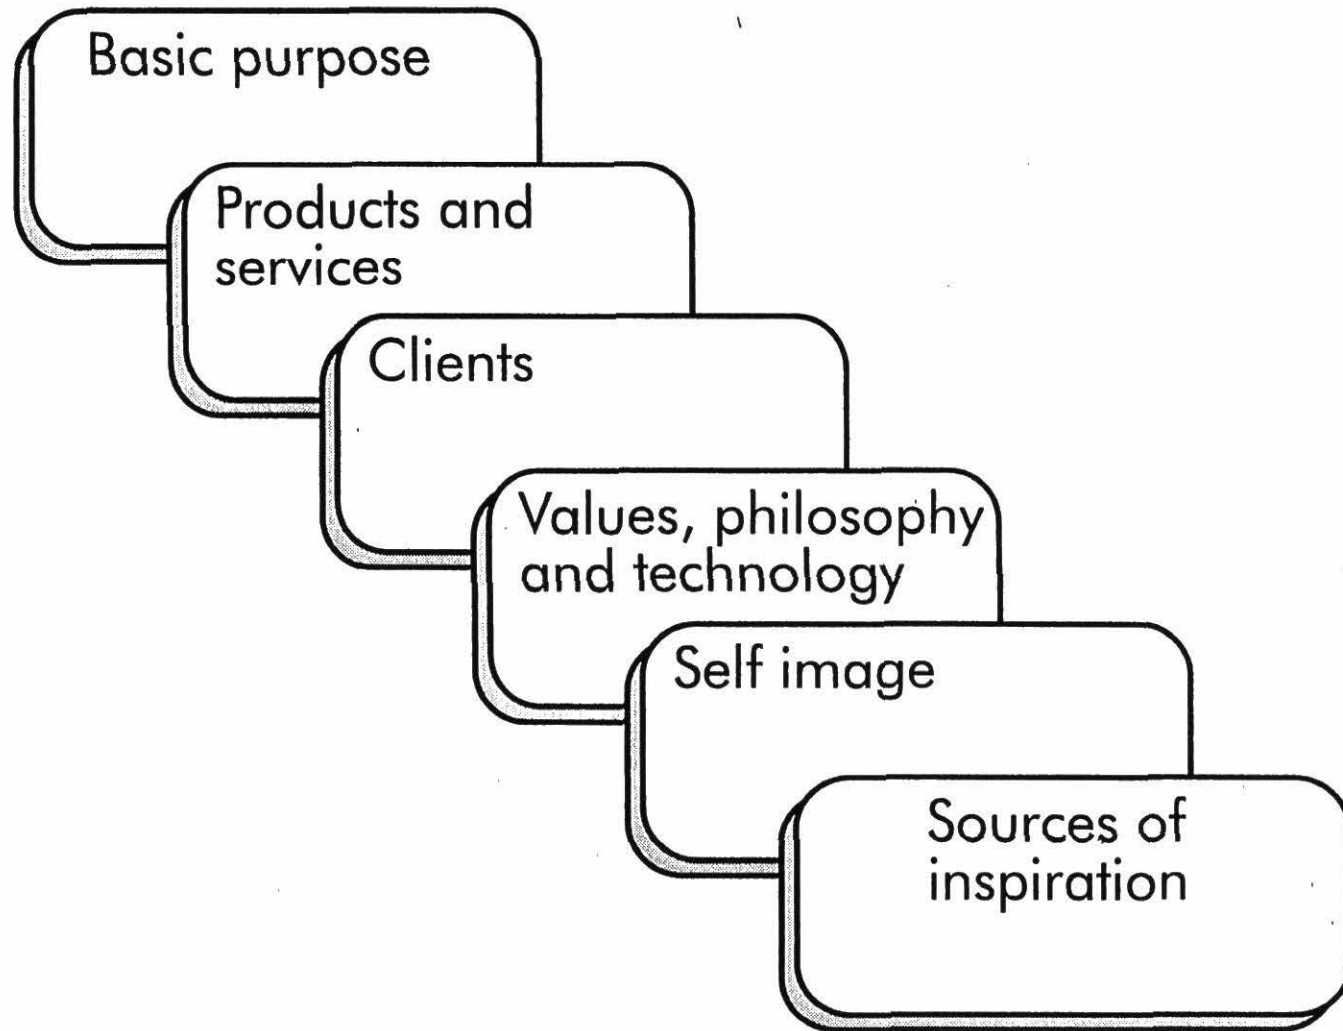 Basic purpose
Products and
services
Clients
Values, philosophy
and technology
Self image
Sources of
inspiration